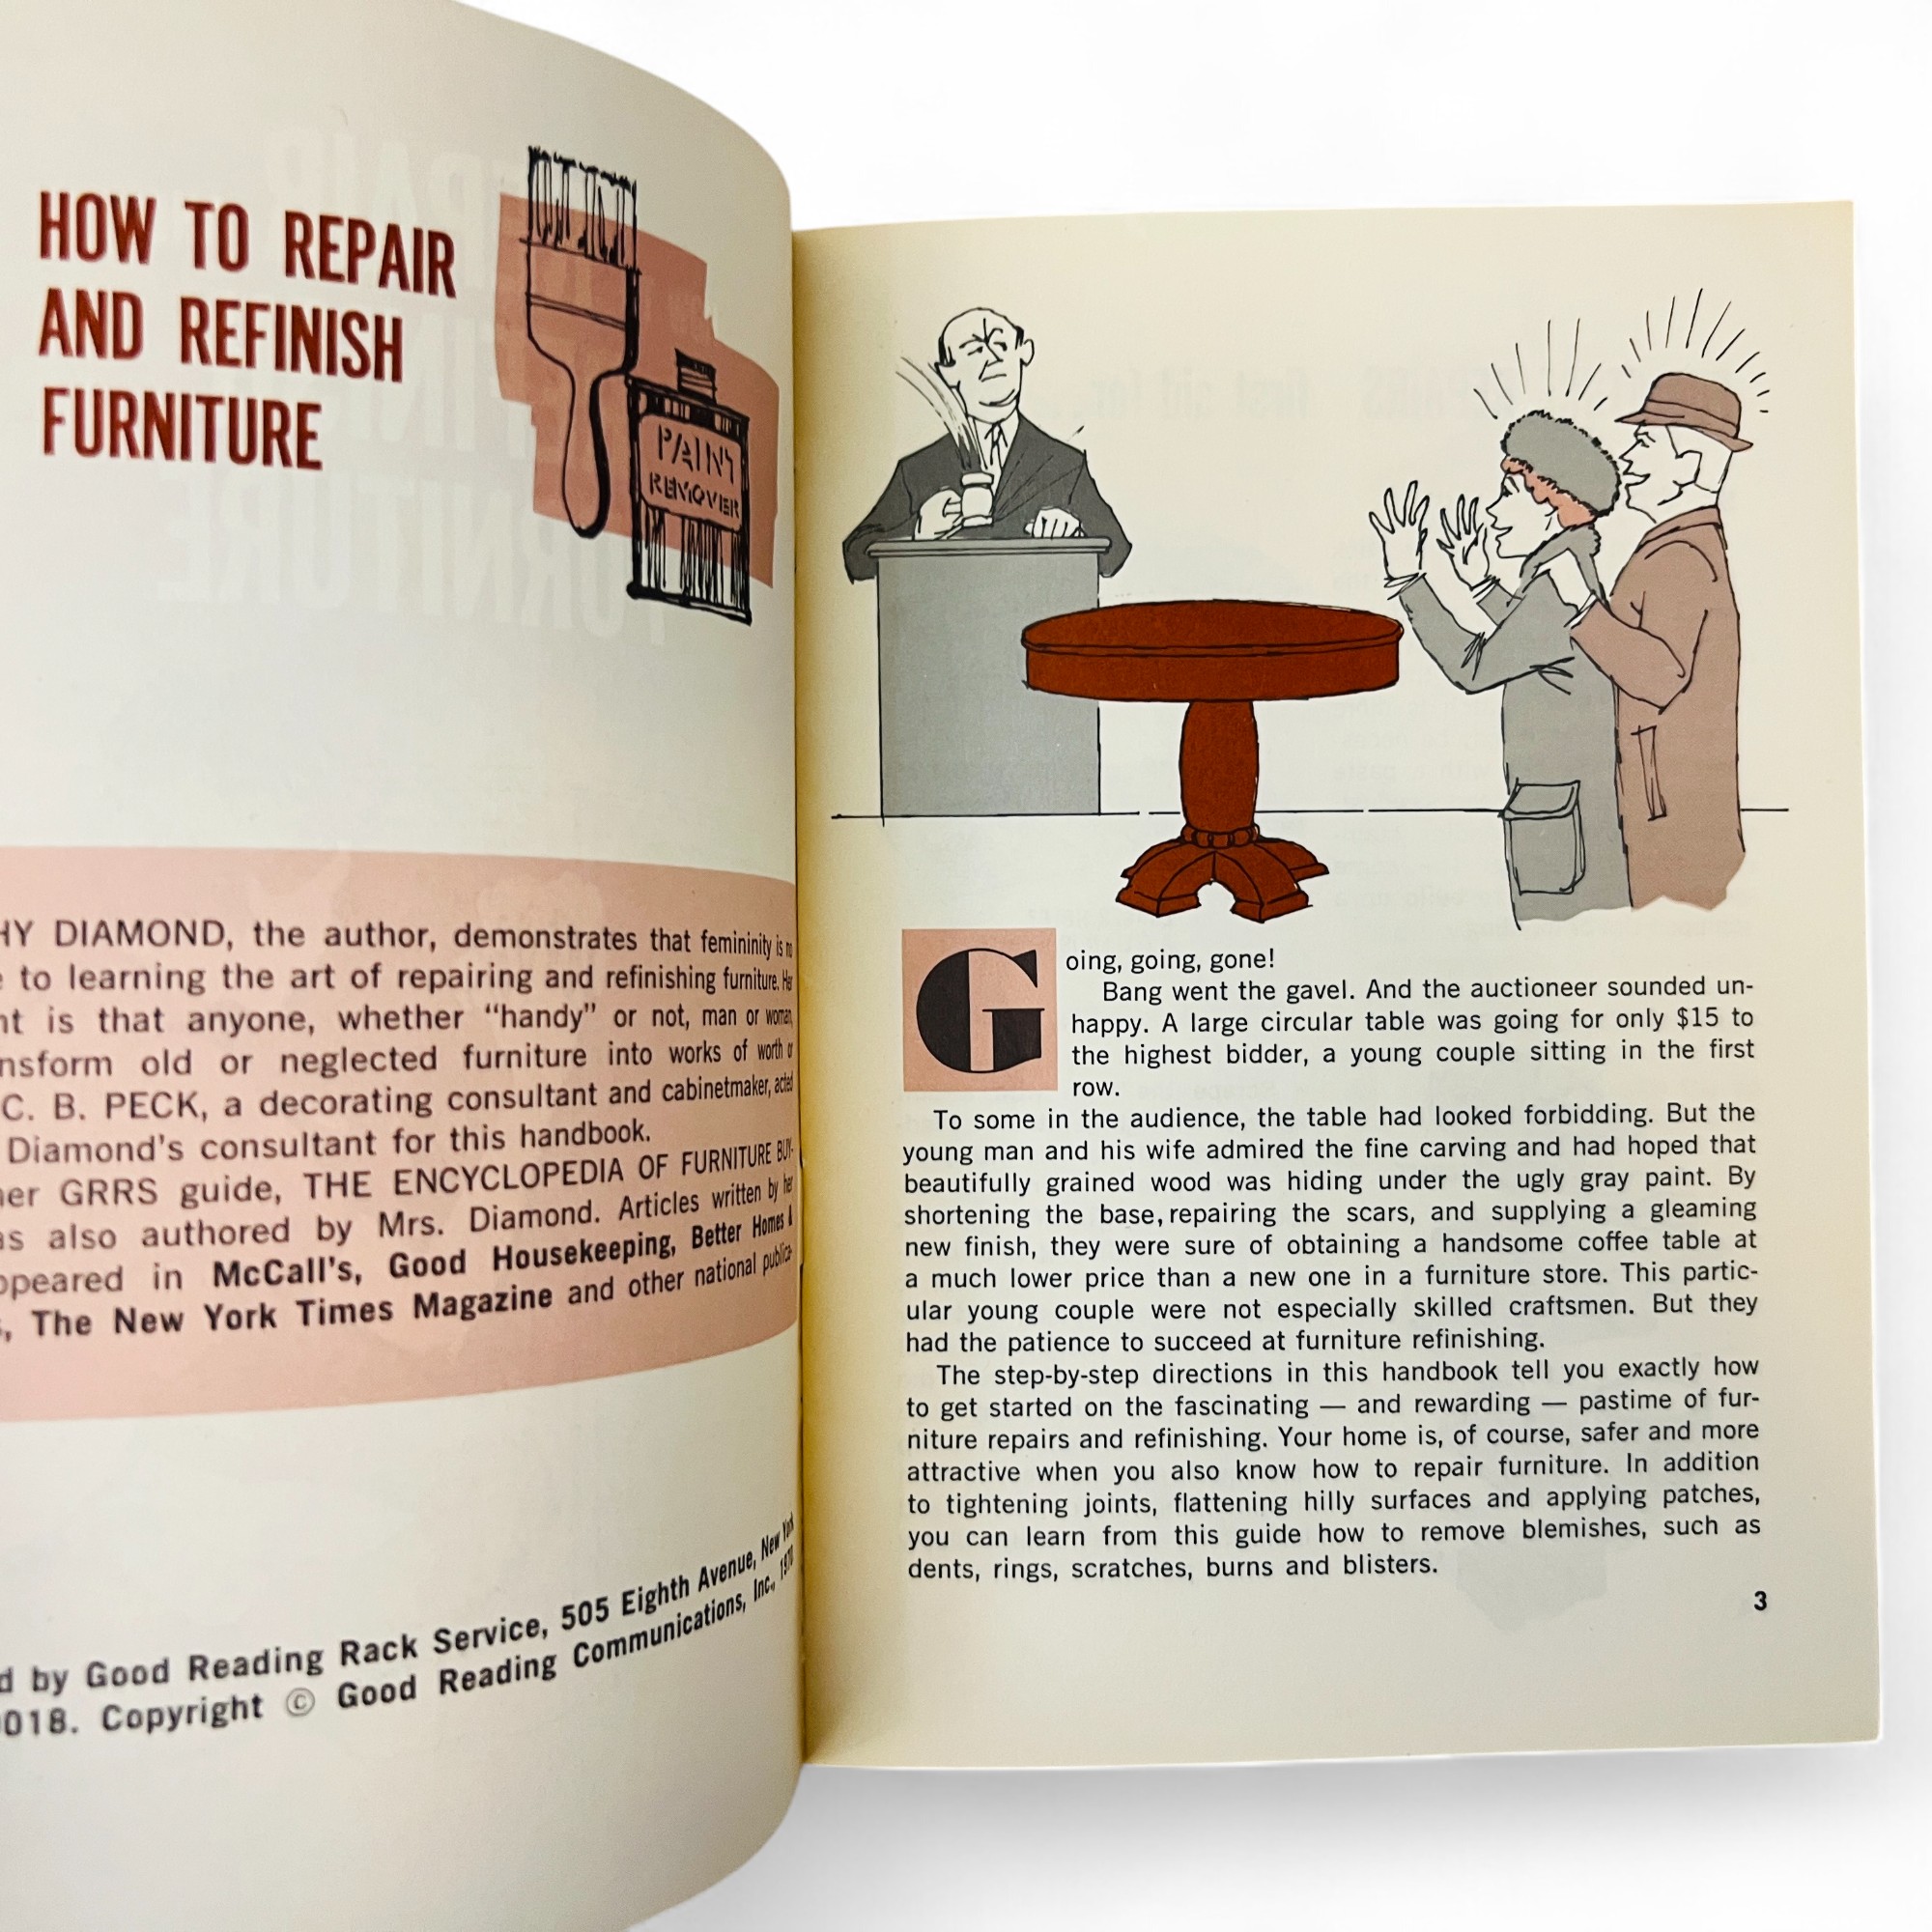 HOW TO REPAIR
AND REFINISH
FURNITURE
PAINT
REMOVER
DIAMOND, the author, demonstrates that femininity is no
to learning the art of repairing and refinishing furniture. Her
is that anyone, whether “handy” or not, man or woman,
old or neglected furniture into works of worth or
C. B. PECK, a decorating consultant and cabinetmaker, acted
Diamond's consultant for this handbook.
GRRS guide, THE ENCYCLOPEDIA OF FURNITURE BUY-
also authored by Mrs. Diamond. Articles written by her
in McCall's, Good Housekeeping, Better Homes &
The New York Times Magazine and other national publica-
by Good Reading Rack Service, 505 Eighth Avenue, New York
018. Copyright © Good Reading Communications, Inc., 1970
Going, going, gone!
Bang went the gavel. And the auctioneer sounded un-
happy. A large circular table was going for only $15 to
the highest bidder, a young couple sitting in the first
row.
To some in the audience, the table had looked forbidding. But the
young man and his wife admired the fine carving and had hoped that
beautifully grained wood was hiding under the ugly gray paint. By
shortening the base, repairing the scars, and supplying a gleaming
new finish, they were sure of obtaining a handsome coffee table at
a much lower price than a new one in a furniture store. This partic-
ular young couple were not especially skilled craftsmen. But they
had the patience to succeed at furniture refinishing.
The step-by-step directions in this handbook tell you exactly how
to get started on the fascinating — and rewarding — pastime of fur-
niture repairs and refinishing. Your home is, of course, safer and more
attractive when you also know how to repair furniture. In addition
to tightening joints, flattening hilly surfaces and applying patches,
you can learn from this guide how to remove blemishes, such as
dents, rings, scratches, burns and blisters.
3